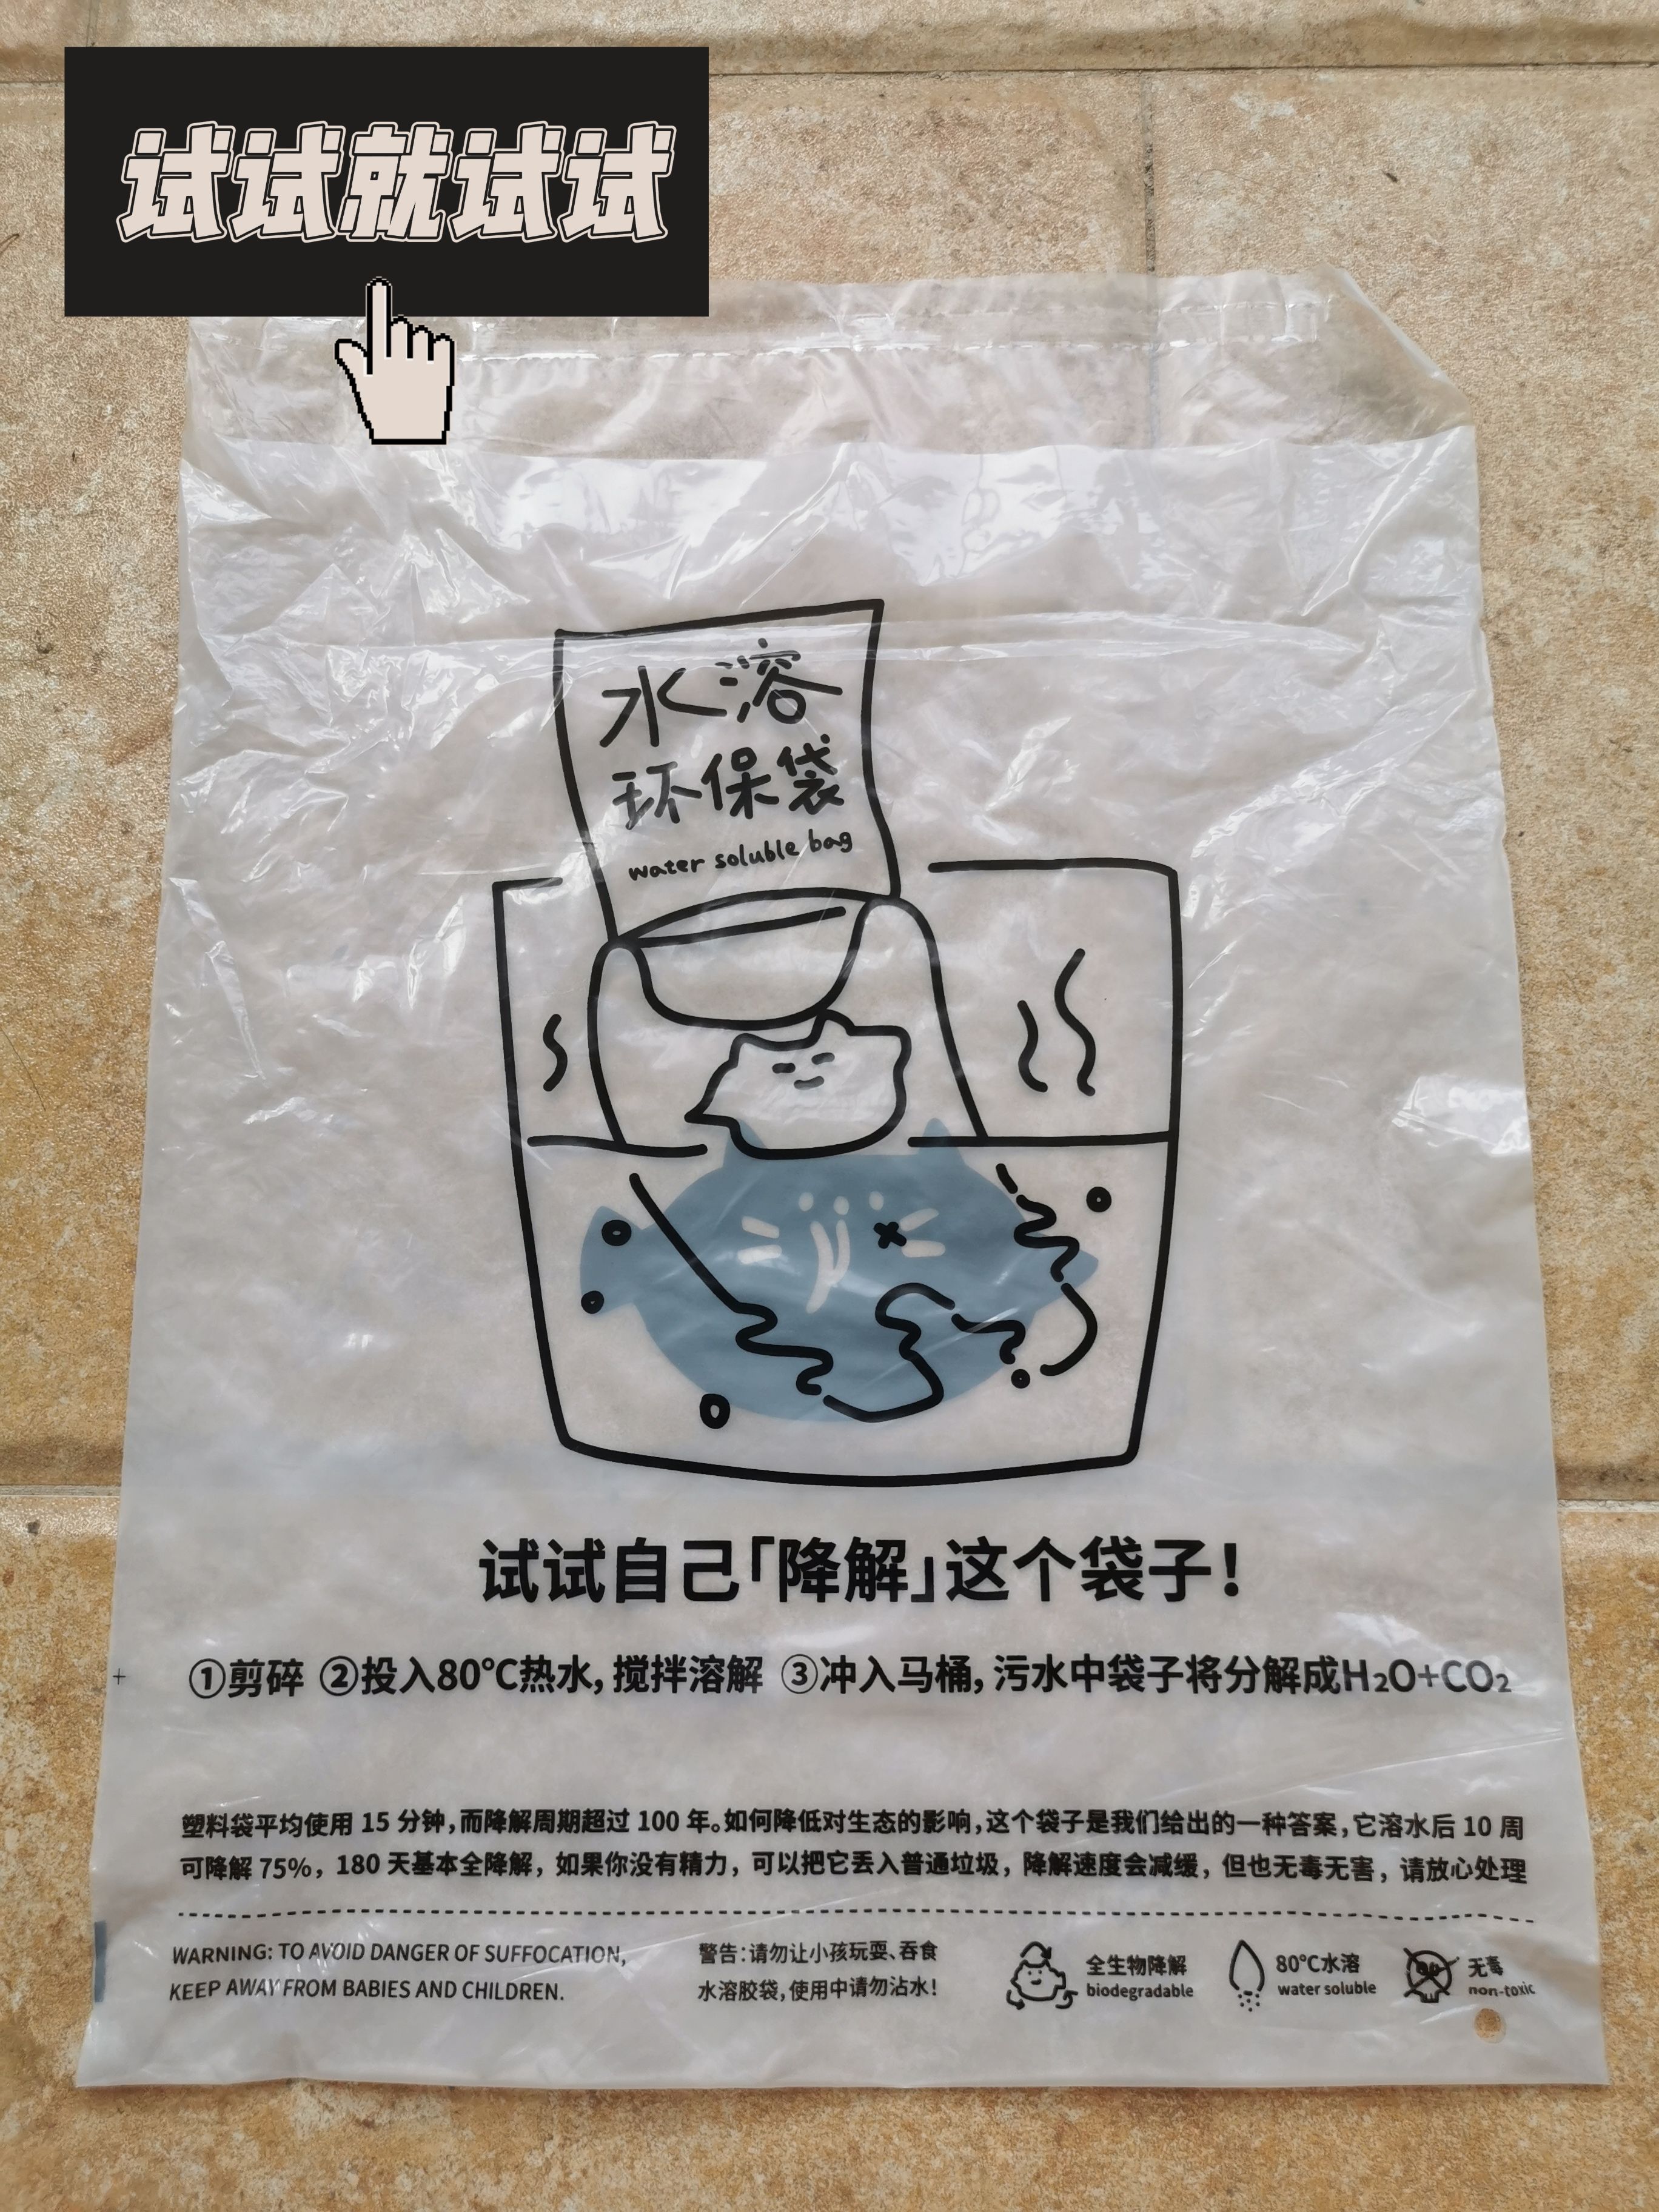 试试就试试
水溶
环保袋
water soluble bag
试试自己「降解」这个袋子!
①剪碎 ②投入80℃热水, 搅拌溶解 ③冲入马桶, 污水中袋子将分解成H₂O+CO₂
塑料袋平均使用 15 分钟,而降解周期超过 100 年。如何降低对生态的影响,这个袋子是我们给出的一种答案,它溶水后 10 周
可降解 75%，180 天基本全降解，如果你没有精力，可以把它丢入普通垃圾，降解速度会减缓，但也无毒无害，请放心处理
WARNING: TO AVOID DANGER OF SUFFOCATION,
KEEP AWAY FROM BABIES AND CHILDREN.
警告:请勿让小孩玩耍、吞食
水溶胶袋,使用中请勿沾水!
全生物降解
biodegradable
80℃水溶
water soluble
无毒
non-toxic